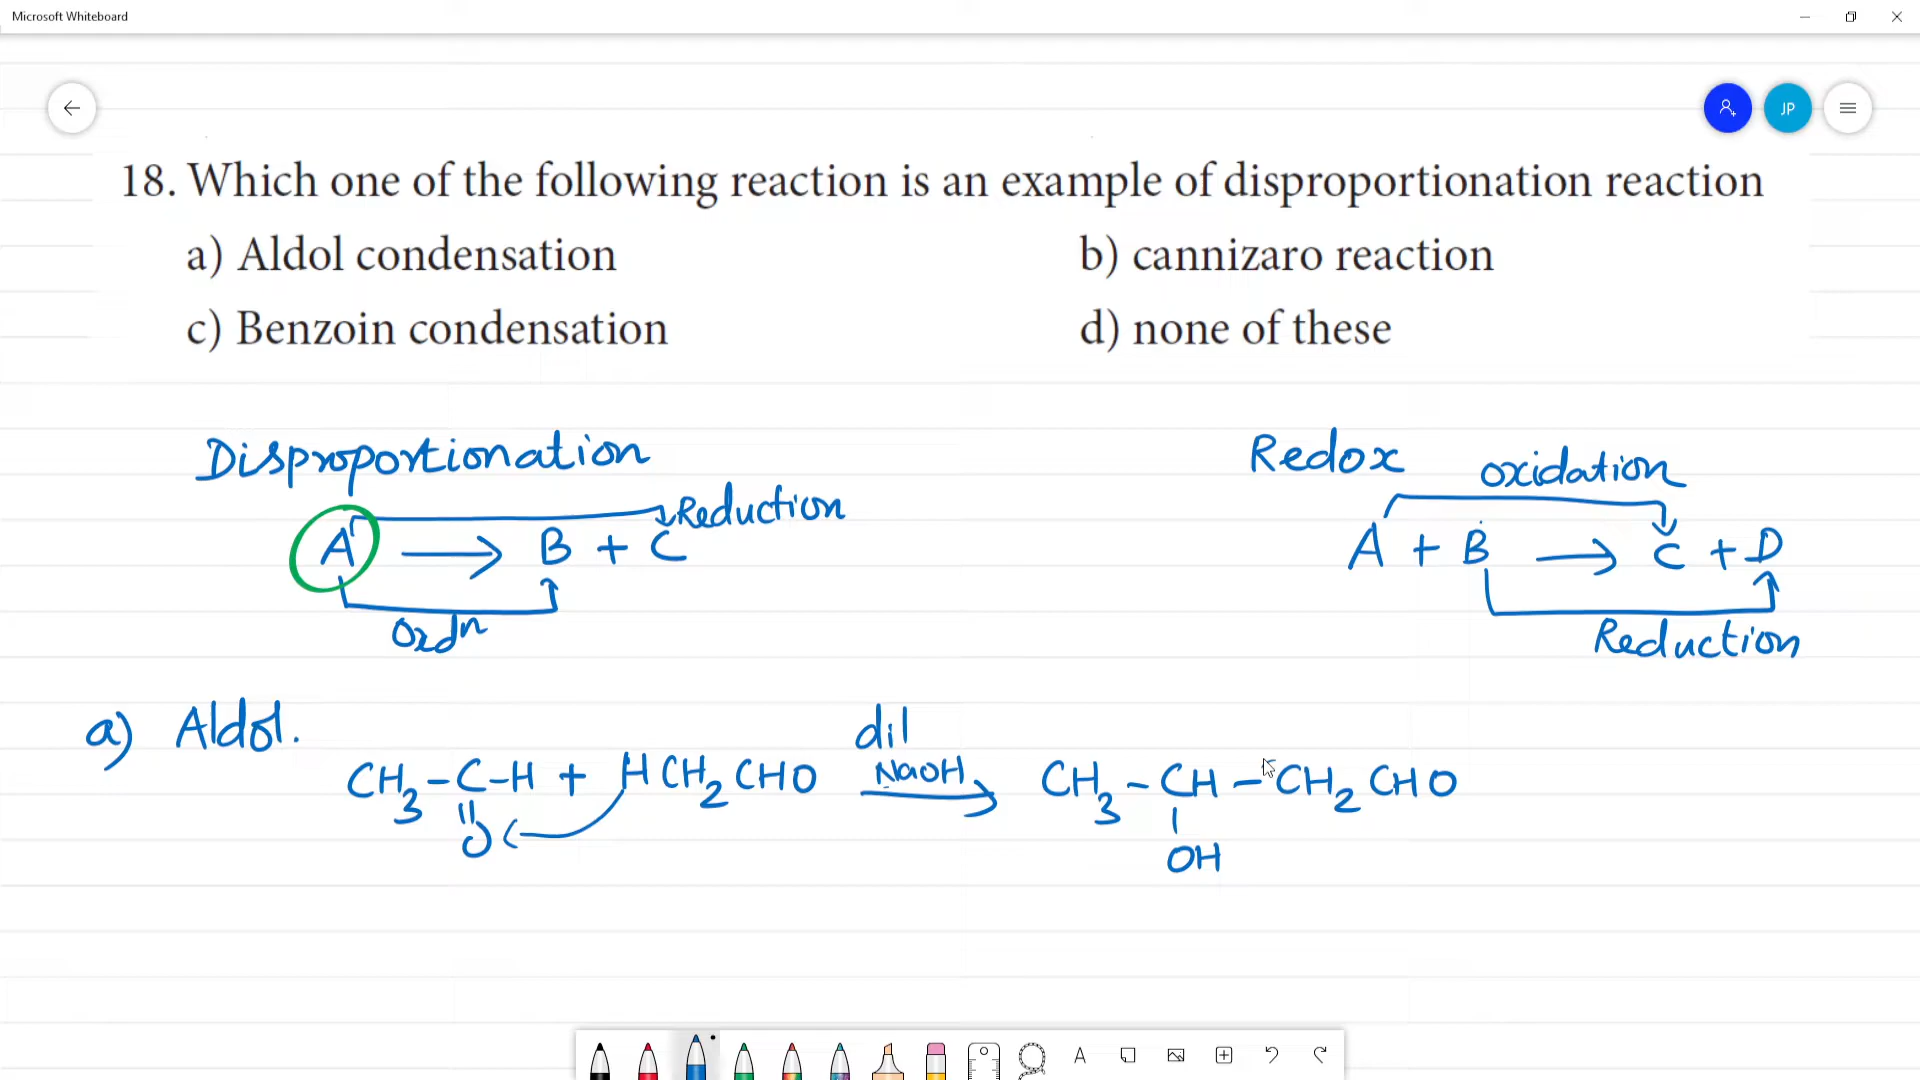 Microsoft Whiteboard
JP
18. Which one of the following reaction is an example of disproportionation reaction
a) Aldol condensation
b) cannizaro reaction
c) Benzoin condensation
d) none of these
Disproportionation
Reduction
A → B + C
Oxdn
Redox
oxidation
A + B → C + D
Reduction
a) Aldol.
dil
NaOH
CH3 - C - H + HCH2CHO → CH3 - CH - CH2CHO
O
OH
A